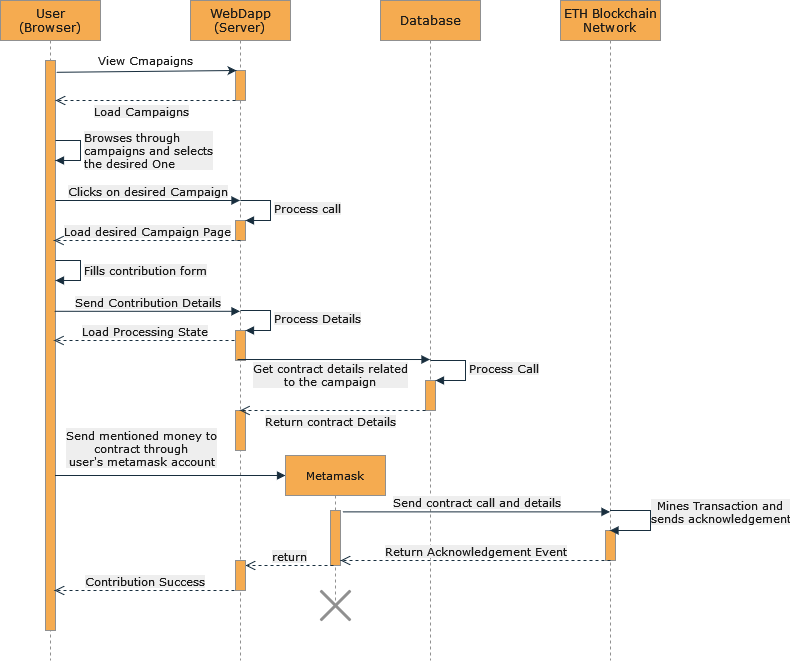 User
(Browser)
WebDapp
(Server)
Database
ETH Blockchain
Network
View Cmapaigns
Load Campaigns
Browses through
campaigns and selects
the desired One
Clicks on desired Campaign
Process call
Load desired Campaign Page
Fills contribution form
Send Contribution Details
Process Details
Load Processing State
Get contract details related
to the campaign
Process Call
Return contract Details
Send mentioned money to
contract through
user's metamask account
Metamask
Send contract call and details
Mines Transaction and
sends acknowledgement
Return Acknowledgement Event
return
Contribution Success